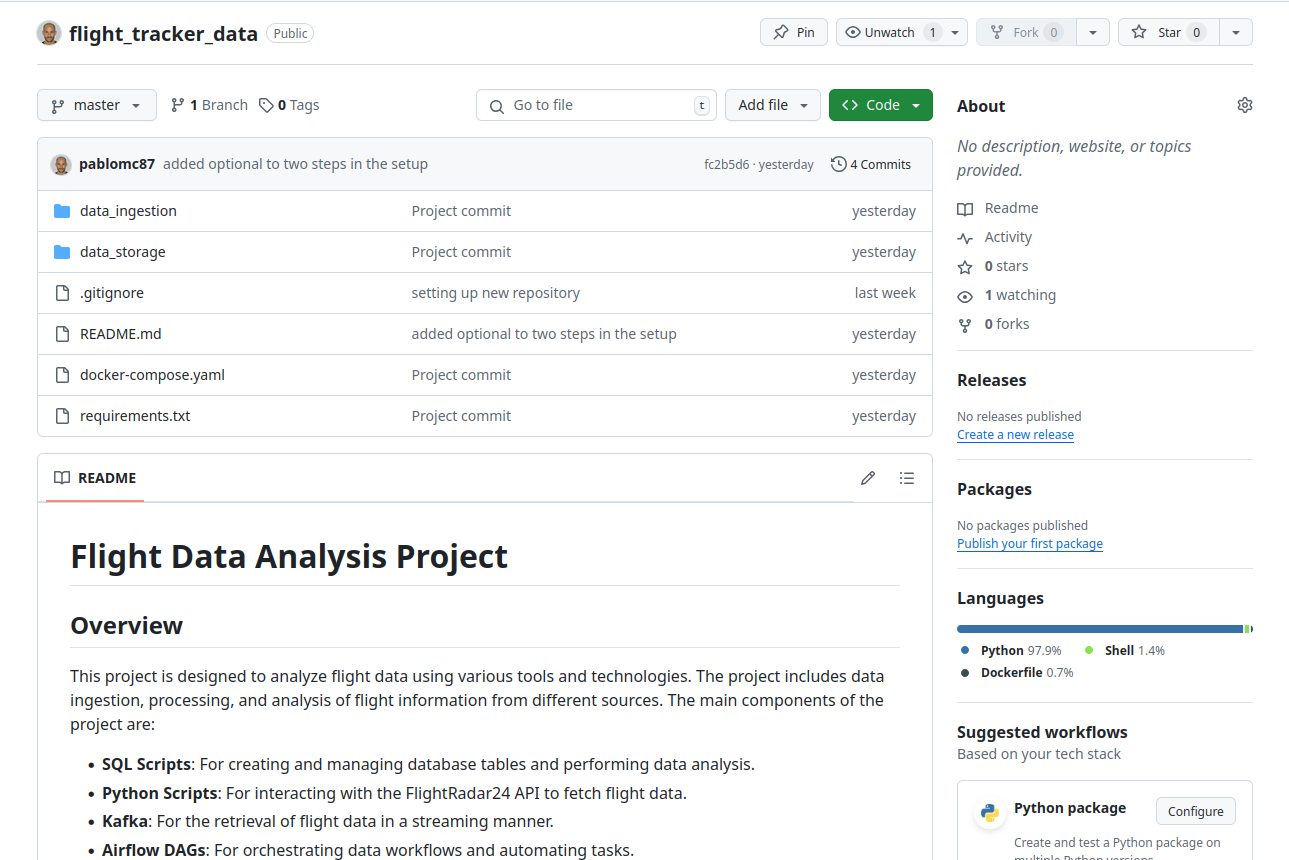 flight_tracker_data Public
Pin
Unwatch 1
Fork 0
Star 0
master
1 Branch
0 Tags
Go to file t
Add file
Code
pablomc87 added optional to two steps in the setup fc2b5d6 · yesterday 4 Commits
data_ingestion Project commit yesterday
data_storage Project commit yesterday
.gitignore setting up new repository last week
README.md added optional to two steps in the setup yesterday
docker-compose.yaml Project commit yesterday
requirements.txt Project commit yesterday
README
Flight Data Analysis Project
Overview
This project is designed to analyze flight data using various tools and technologies. The project includes data
ingestion, processing, and analysis of flight information from different sources. The main components of the
project are:
• SQL Scripts: For creating and managing database tables and performing data analysis.
• Python Scripts: For interacting with the FlightRadar24 API to fetch flight data.
• Kafka: For the retrieval of flight data in a streaming manner.
• Airflow DAGs: For orchestrating data workflows and automating tasks.
About
No description, website, or topics
provided.
Readme
Activity
0 stars
1 watching
0 forks
Releases
No releases published
Create a new release
Packages
No packages published
Publish your first package
Languages
Python 97.9% Shell 1.4%
Dockerfile 0.7%
Suggested workflows
Based on your tech stack
Python package Configure
Create and test a Python package on
multiple Python versions.